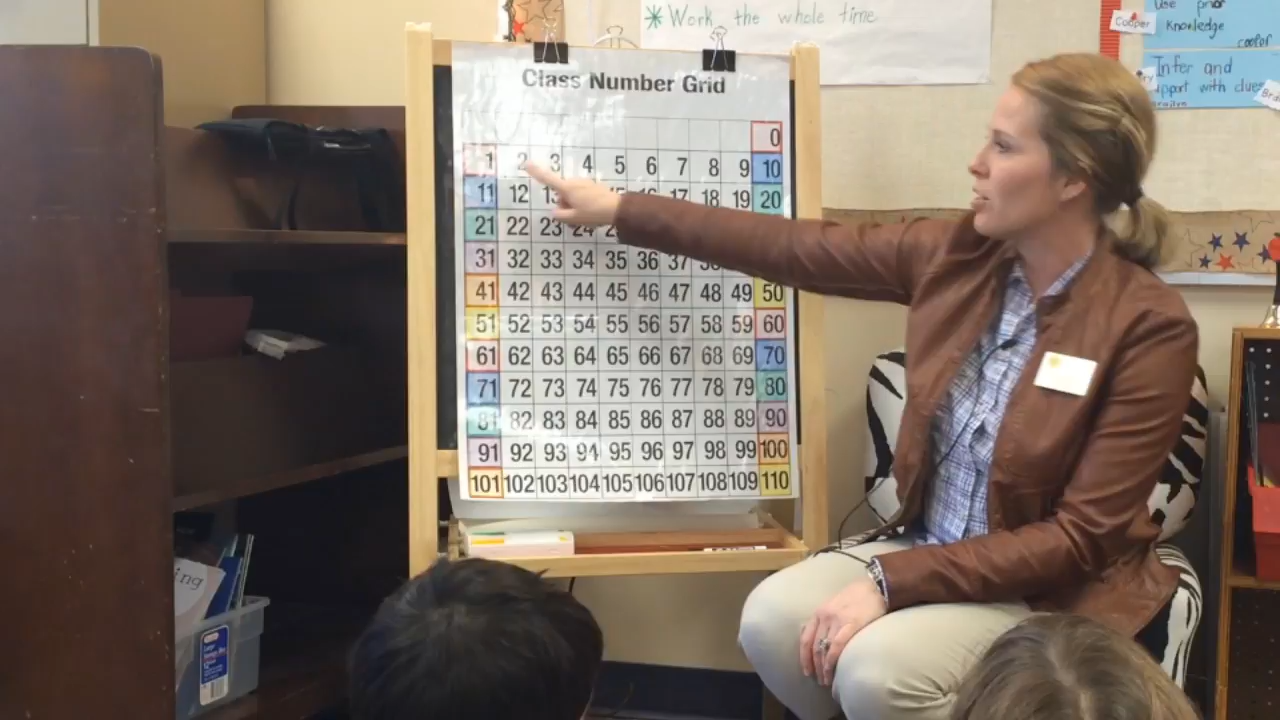 Work the whole time
Cooper
Use prior
Knowledge
cooper
Infer and
support with clues
Class Number Grid
0
1 2 3 4 5 6 7 8 9 10
11 12 13 17 18 19 20
21 22 23 24
31 32 33 34 35 36 37
41 42 43 44 45 46 47 48 49 50
51 52 53 54 55 56 57 58 59 60
61 62 63 64 65 66 67 68 69 70
71 72 73 74 75 76 77 78 79 80
81 82 83 84 85 86 87 88 89 90
91 92 93 94 95 96 97 98 99 100
101 102 103 104 105 106 107 108 109 110
ing